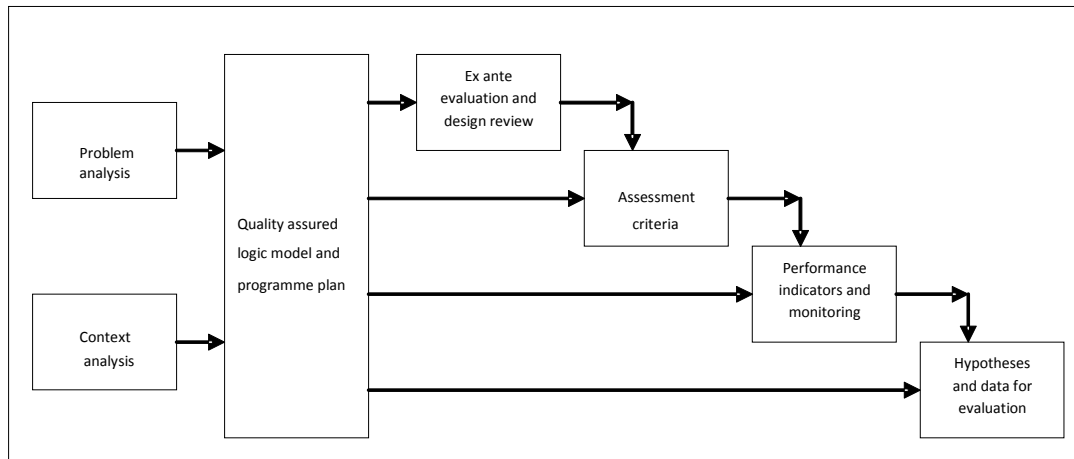 Problem
analysis
Context
analysis
Quality assured
logic model and
programme plan
Ex ante
evaluation and
design review
Assessment
criteria
Performance
indicators and
monitoring
Hypotheses
and data for
evaluation